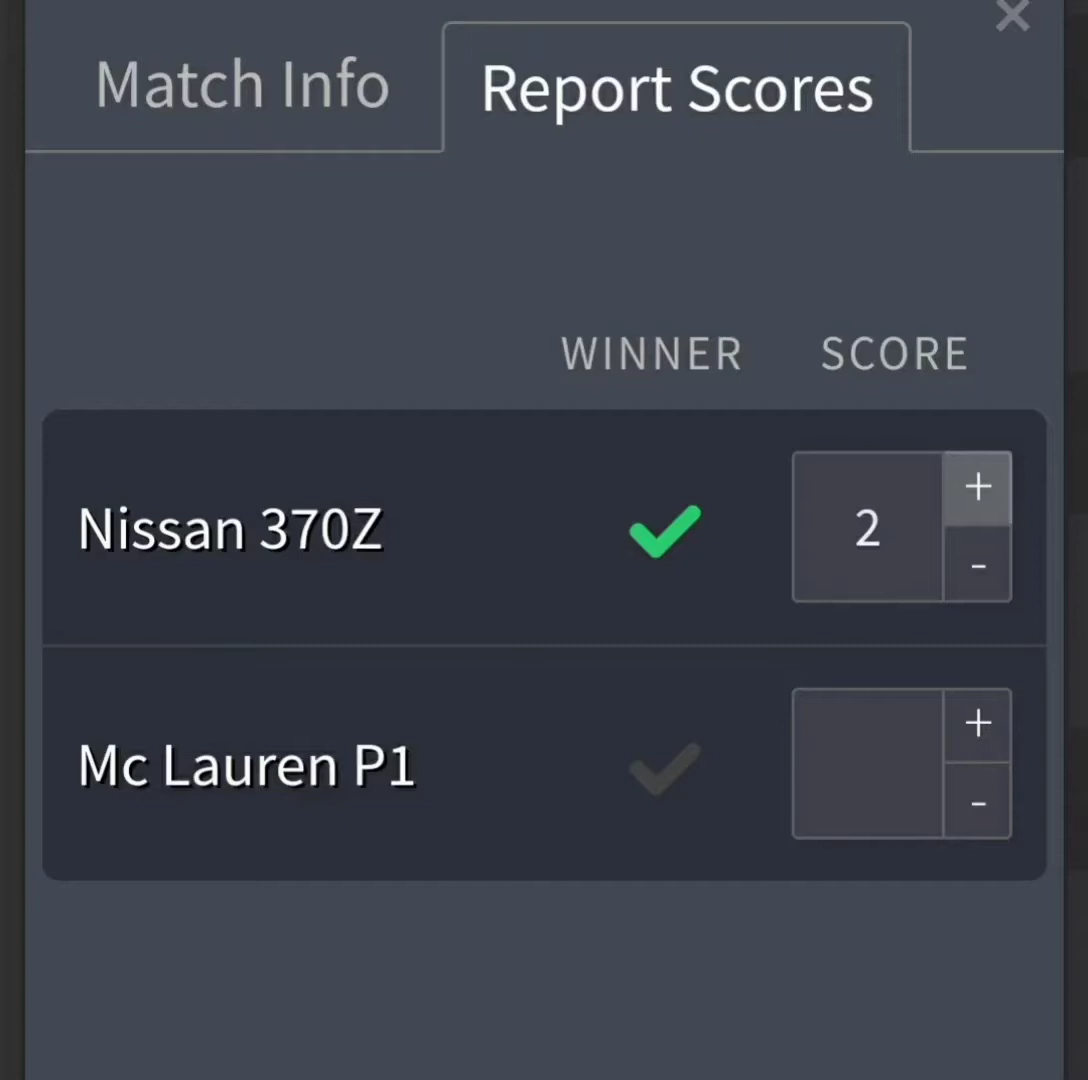 ×
Match Info
Report Scores
WINNER SCORE
Nissan 370Z 2 +
-
Mc Lauren P1 +
-